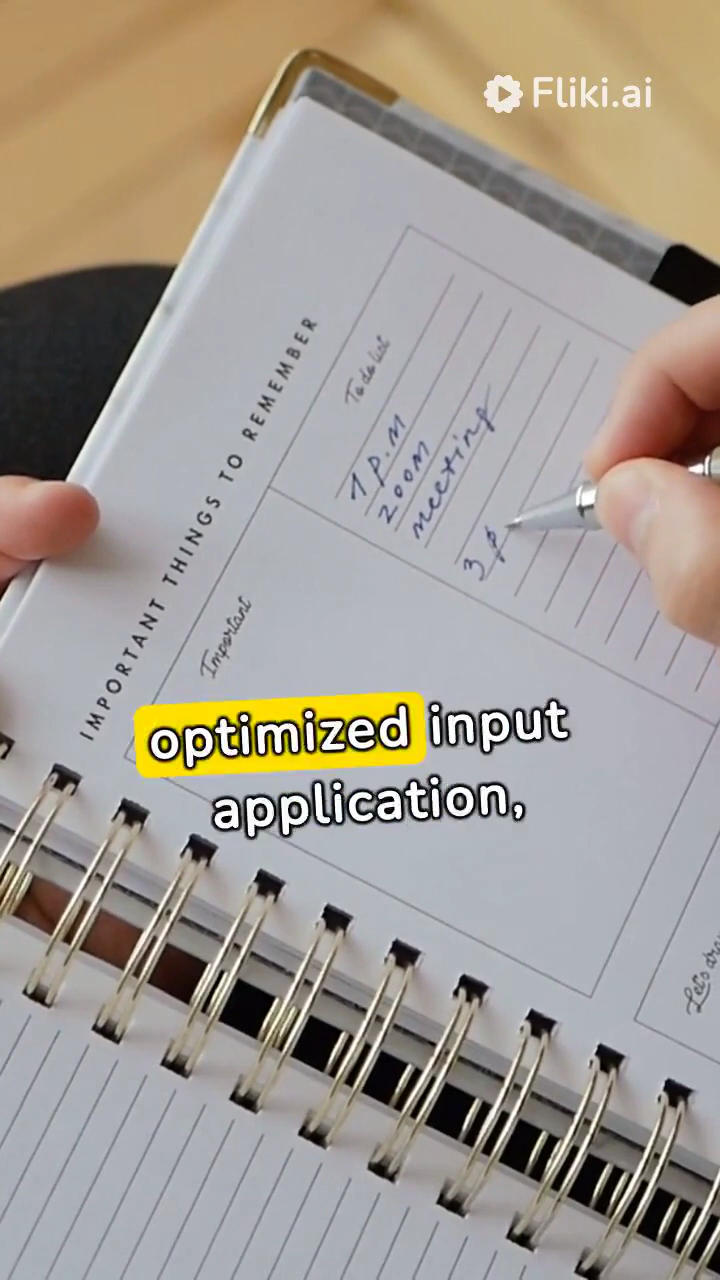 Fliki.ai
IMPORTANT THINGS TO REMEMBER
To do list
1 p.m
zoom
meeting
3 p
Important
optimized input
application,